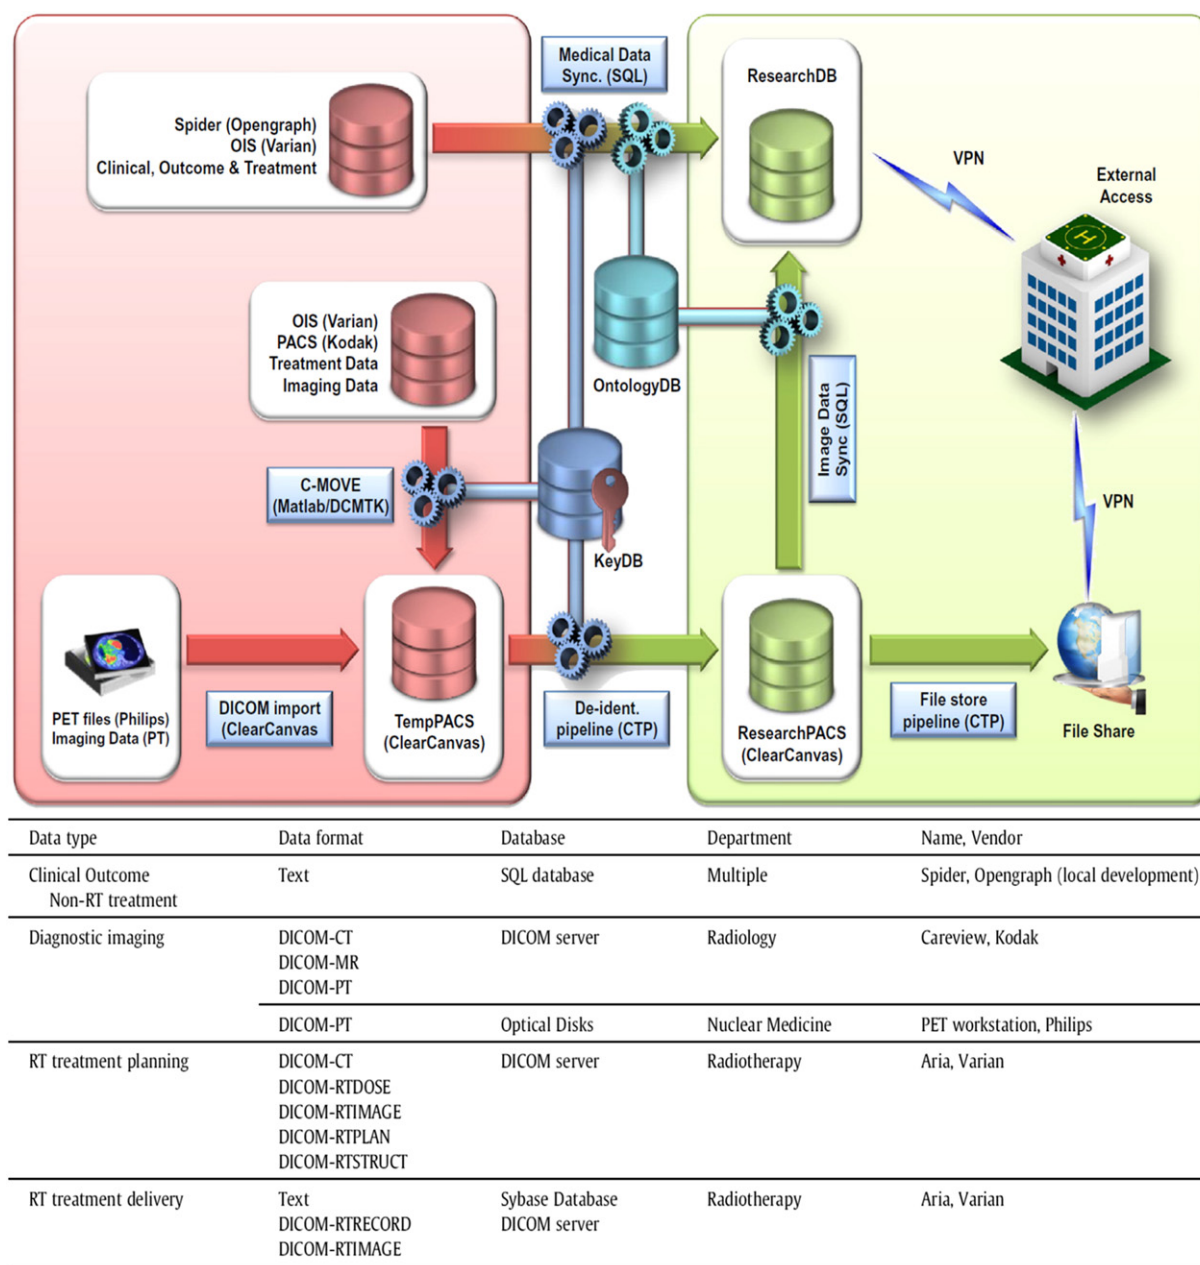 Medical Data
Sync. (SQL)
ResearchDB
Spider (Opengraph)
OIS (Varian)
Clinical, Outcome & Treatment
VPN
External
Access
H
OIS (Varian)
PACS (Kodak)
Treatment Data
Imaging Data
OntologyDB
Image Data
Sync (SQL)
C-MOVE
(Matlab/DCMTK)
KeyDB
VPN
PET files (Philips)
Imaging Data (PT)
DICOM import
(ClearCanvas
TempPACS
(ClearCanvas)
De-ident.
pipeline (CTP)
ResearchPACS
(ClearCanvas)
File store
pipeline (CTP)
File Share
Data type Data format Database Department Name, Vendor
Clinical Outcome Text SQL database Multiple Spider, Opengraph (local development)
Non-RT treatment
Diagnostic imaging DICOM-CT DICOM server Radiology Careview, Kodak
DICOM-MR
DICOM-PT
DICOM-PT Optical Disks Nuclear Medicine PET workstation, Philips
RT treatment planning DICOM-CT DICOM server Radiotherapy Aria, Varian
DICOM-RTDOSE
DICOM-RTIMAGE
DICOM-RTPLAN
DICOM-RTSTRUCT
RT treatment delivery Text Sybase Database Radiotherapy Aria, Varian
DICOM-RTRECORD DICOM server
DICOM-RTIMAGE